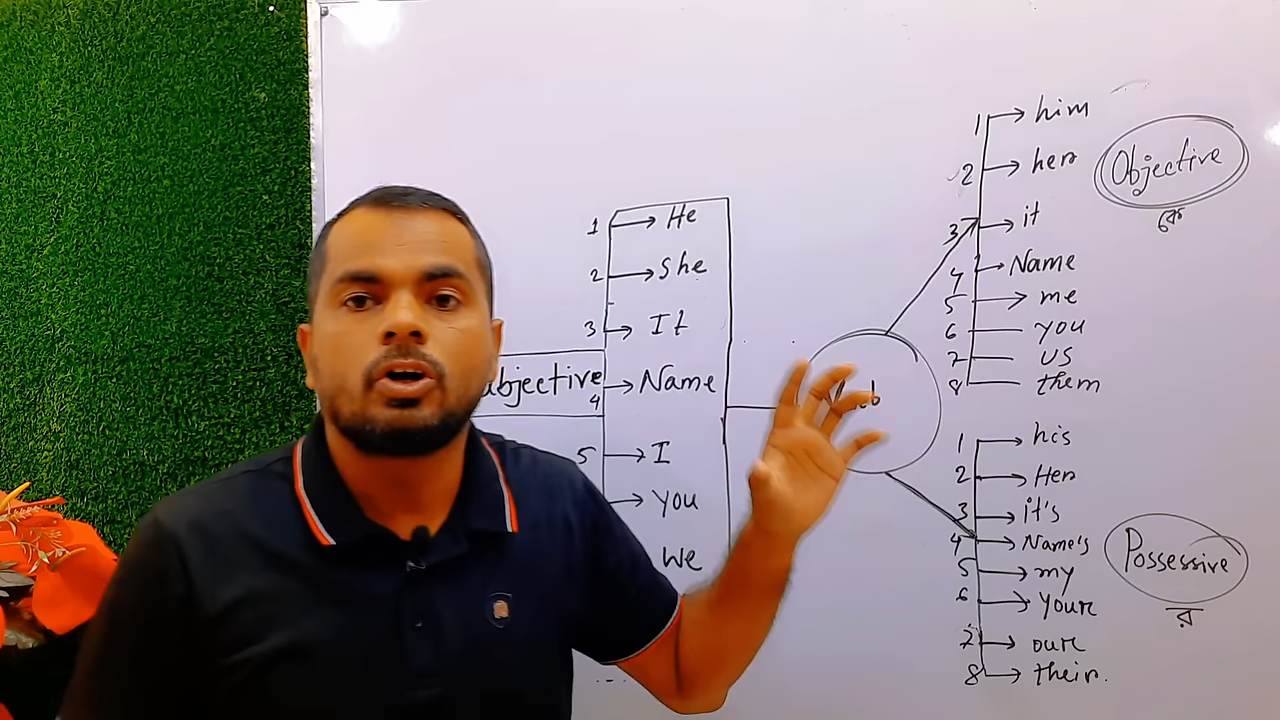 1 → He
2 → She
3 → It
ubjective
4 → Name
5 → I
→ you
We
1 → him
2 → her
3 → it
4 → Name
5 → me
6 — you
7 — us
8 — them
Objective
কে
1 → his
2 → Her
3 → it's
4 → Name's
5 → my
6 → your
7 → our
8 → their.
Possessive
র